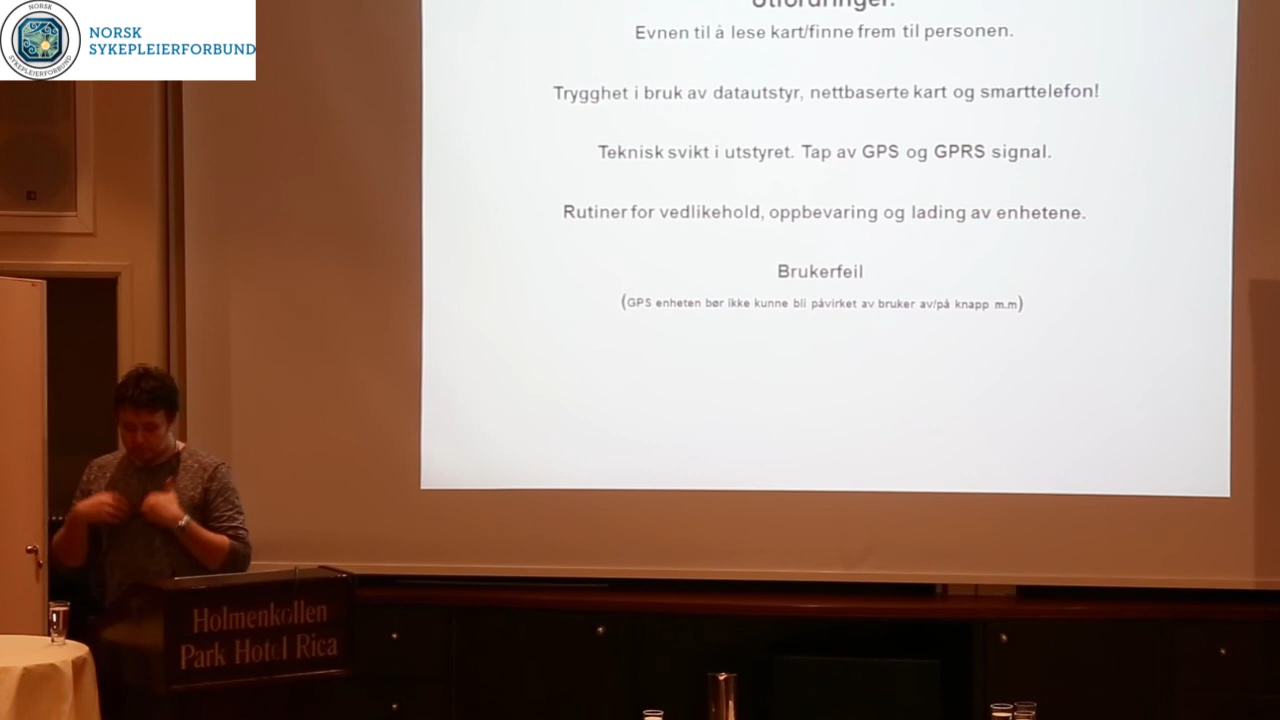 NORSK
SYKEPLEIERFORBUND
NORSK
SYKEPLEIERFORBUND
Utfordringer:
Evnen til å lese kart/finne frem til personen.
Trygghet i bruk av datautstyr, nettbaserte kart og smarttelefon!
Teknisk svikt i utstyret. Tap av GPS og GPRS signal.
Rutiner for vedlikehold, oppbevaring og lading av enhetene.
Brukerfeil
(GPS enheten bør ikke kunne bli påvirket av bruker av/på knapp m.m)
Holmenkollen
Park Hotel Rica